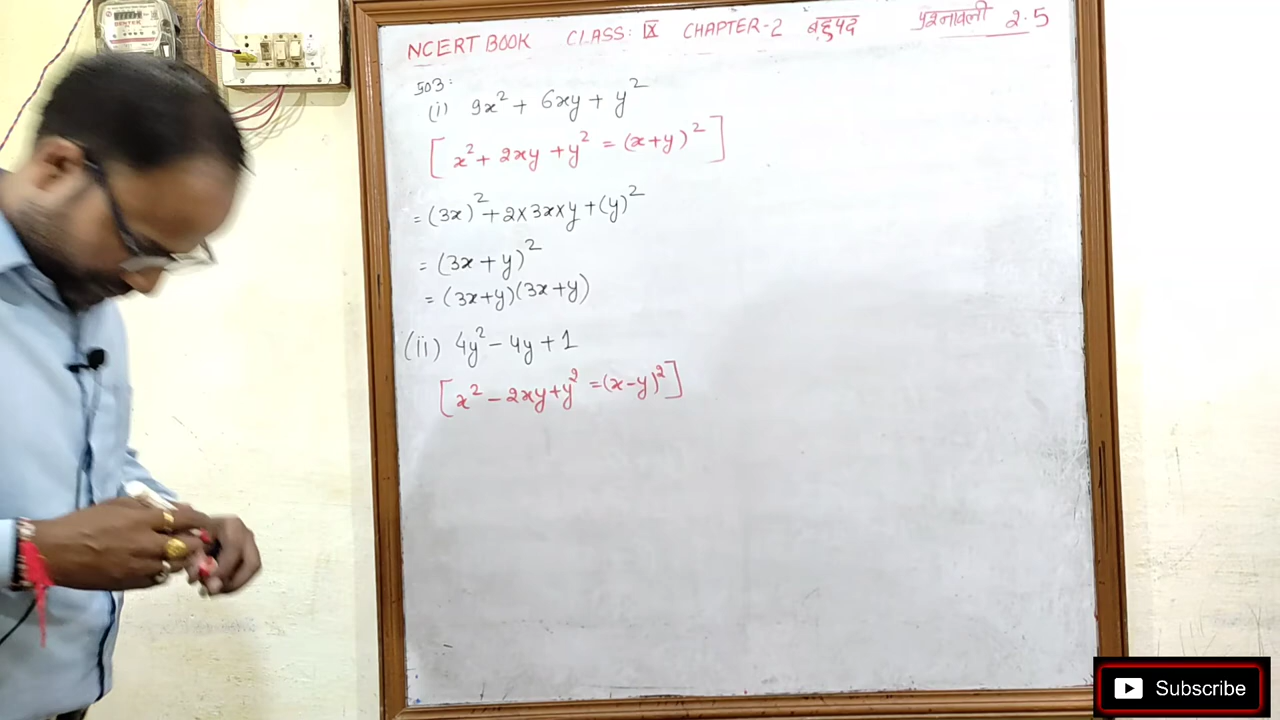 NCERT BOOK CLASS: IX CHAPTER-2 बहुपद प्रश्नावली 2.5
(i) 9x² + 6xy + y²
[x² + 2xy + y² = (x+y)²]
= (3x)² + 2×3x×y + (y)²
= (3x + y)²
= (3x+y)(3x+y)
(ii) 4y² - 4y + 1
[x² - 2xy + y² = (x-y)²]
Subscribe